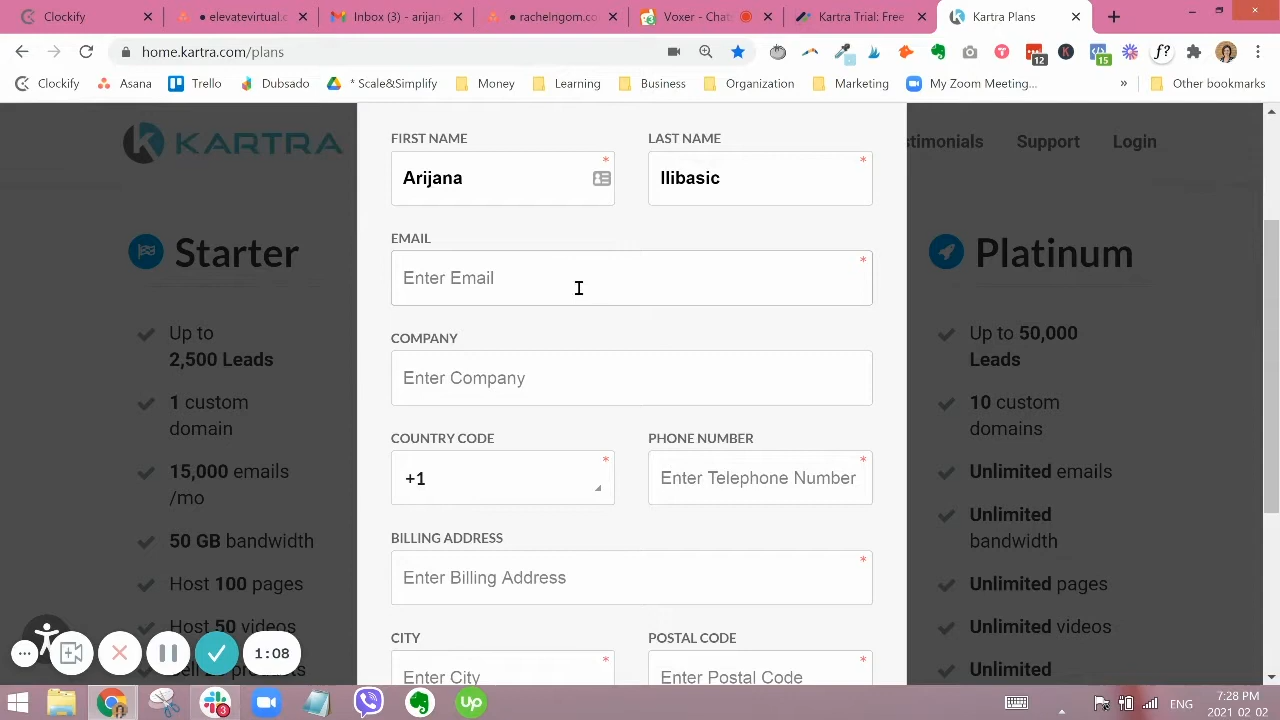 Clockify
elevatevirtual.c
Inbox (3) - arijan
rachelngom.co
Voxer - Chat
Kartra Trial: Free
Kartra Plans
home.kartra.com/plans
12
15
f?
Clockify
Asana
Trello
Dubsado
* Scale&Simplify
Money
Learning
Business
Organization
Marketing
My Zoom Meeting...
»
Other bookmarks
KARTRA
stimonials
Support
Login
FIRST NAME
LAST NAME
Arijana
Ilibasic
EMAIL
Enter Email
COMPANY
Enter Company
COUNTRY CODE
PHONE NUMBER
+1
Enter Telephone Number
BILLING ADDRESS
Enter Billing Address
CITY
POSTAL CODE
Enter City
Enter Postal Code
Starter
Up to
2,500 Leads
1 custom
domain
15,000 emails
/mo
50 GB bandwidth
Host 100 pages
Host 50 videos
products
Platinum
Up to 50,000
Leads
10 custom
domains
Unlimited emails
Unlimited
bandwidth
Unlimited pages
Unlimited videos
Unlimited
1:08
3
Up
ENG
7:28 PM
2021-02-02